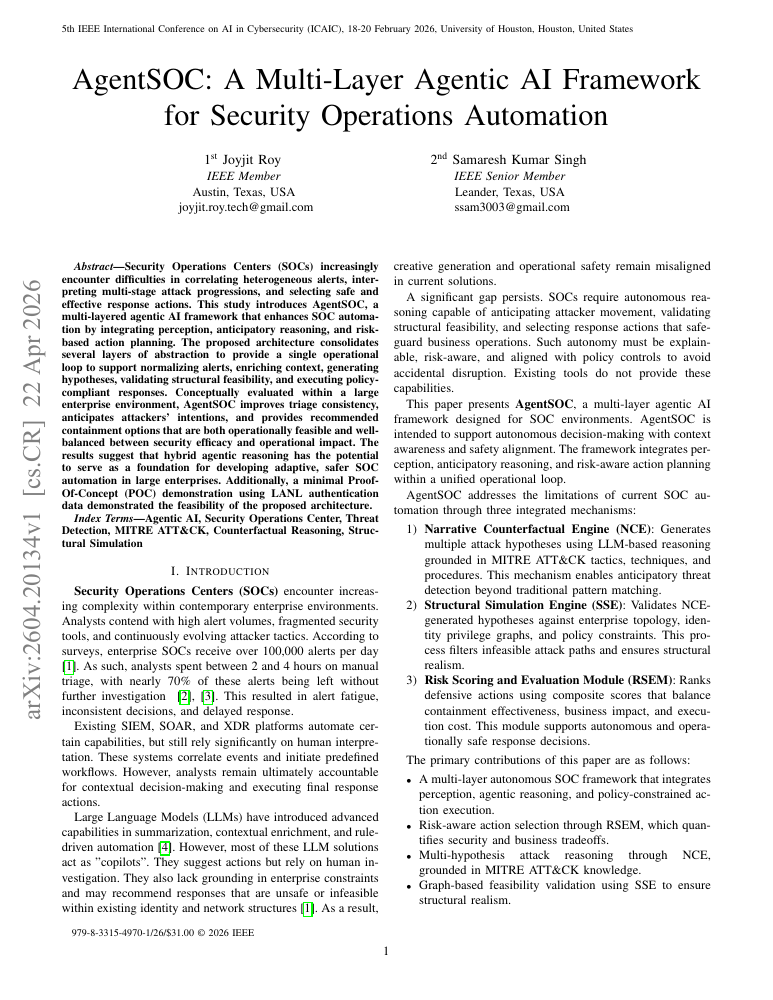 5th IEEE International Conference on AI in Cybersecurity (ICAIC), 18-20 February 2026, University of Houston, Houston, United States
AgentSOC: A Multi-Layer Agentic AI Framework
for Security Operations Automation
1st Joyjit Roy
IEEE Member
Austin, Texas, USA
joyjit.roy.tech@gmail.com
2nd Samaresh Kumar Singh
IEEE Senior Member
Leander, Texas, USA
ssam3003@gmail.com
arXiv:2604.20134v1 [cs.CR] 22 Apr 2026
Abstract—Security Operations Centers (SOCs) increasingly
encounter difficulties in correlating heterogeneous alerts, inter-
preting multi-stage attack progressions, and selecting safe and
effective response actions. This study introduces AgentSOC, a
multi-layered agentic AI framework that enhances SOC automa-
tion by integrating perception, anticipatory reasoning, and risk-
based action planning. The proposed architecture consolidates
several layers of abstraction to provide a single operational
loop to support normalizing alerts, enriching context, generating
hypotheses, validating structural feasibility, and executing policy-
compliant responses. Conceptually evaluated within a large
enterprise environment, AgentSOC improves triage consistency,
anticipates attackers' intentions, and provides recommended
containment options that are both operationally feasible and well-
balanced between security efficacy and operational impact. The
results suggest that hybrid agentic reasoning has the potential
to serve as a foundation for developing adaptive, safer SOC
automation in large enterprises. Additionally, a minimal Proof-
Of-Concept (POC) demonstration using LANL authentication
data demonstrated the feasibility of the proposed architecture.
Index Terms—Agentic AI, Security Operations Center, Threat
Detection, MITRE ATT&CK, Counterfactual Reasoning, Struc-
tural Simulation
I. INTRODUCTION
Security Operations Centers (SOCs) encounter increas-
ing complexity within contemporary enterprise environments.
Analysts contend with high alert volumes, fragmented security
tools, and continuously evolving attacker tactics. According to
surveys, enterprise SOCs receive over 100,000 alerts per day
[1]. As such, analysts spent between 2 and 4 hours on manual
triage, with nearly 70% of these alerts being left without
further investigation [2], [3]. This resulted in alert fatigue,
inconsistent decisions, and delayed response.
Existing SIEM, SOAR, and XDR platforms automate cer-
tain capabilities, but still rely significantly on human interpre-
tation. These systems correlate events and initiate predefined
workflows. However, analysts remain ultimately accountable
for contextual decision-making and executing final response
actions.
Large Language Models (LLMs) have introduced advanced
capabilities in summarization, contextual enrichment, and rule-
driven automation [4]. However, most of these LLM solutions
act as "copilots". They suggest actions but rely on human in-
vestigation. They also lack grounding in enterprise constraints
and may recommend responses that are unsafe or infeasible
within existing identity and network structures [1]. As a result,
creative generation and operational safety remain misaligned
in current solutions.
A significant gap persists. SOCs require autonomous rea-
soning capable of anticipating attacker movement, validating
structural feasibility, and selecting response actions that safe-
guard business operations. Such autonomy must be explain-
able, risk-aware, and aligned with policy controls to avoid
accidental disruption. Existing tools do not provide these
capabilities.
This paper presents AgentSOC, a multi-layer agentic AI
framework designed for SOC environments. AgentSOC is
intended to support autonomous decision-making with context
awareness and safety alignment. The framework integrates per-
ception, anticipatory reasoning, and risk-aware action planning
within a unified operational loop.
AgentSOC addresses the limitations of current SOC au-
tomation through three integrated mechanisms:
1) Narrative Counterfactual Engine (NCE): Generates
multiple attack hypotheses using LLM-based reasoning
grounded in MITRE ATT&CK tactics, techniques, and
procedures. This mechanism enables anticipatory threat
detection beyond traditional pattern matching.
2) Structural Simulation Engine (SSE): Validates NCE-
generated hypotheses against enterprise topology, iden-
tity privilege graphs, and policy constraints. This pro-
cess filters infeasible attack paths and ensures structural
realism.
3) Risk Scoring and Evaluation Module (RSEM): Ranks
defensive actions using composite scores that balance
containment effectiveness, business impact, and execu-
tion cost. This module supports autonomous and opera-
tionally safe response decisions.
The primary contributions of this paper are as follows:
• A multi-layer autonomous SOC framework that integrates
perception, agentic reasoning, and policy-constrained ac-
tion execution.
• Risk-aware action selection through RSEM, which quan-
tifies security and business tradeoffs.
• Multi-hypothesis attack reasoning through NCE,
grounded in MITRE ATT&CK knowledge.
• Graph-based feasibility validation using SSE to ensure
structural realism.
979-8-3315-4970-1/26/$31.00 © 2026 IEEE
1